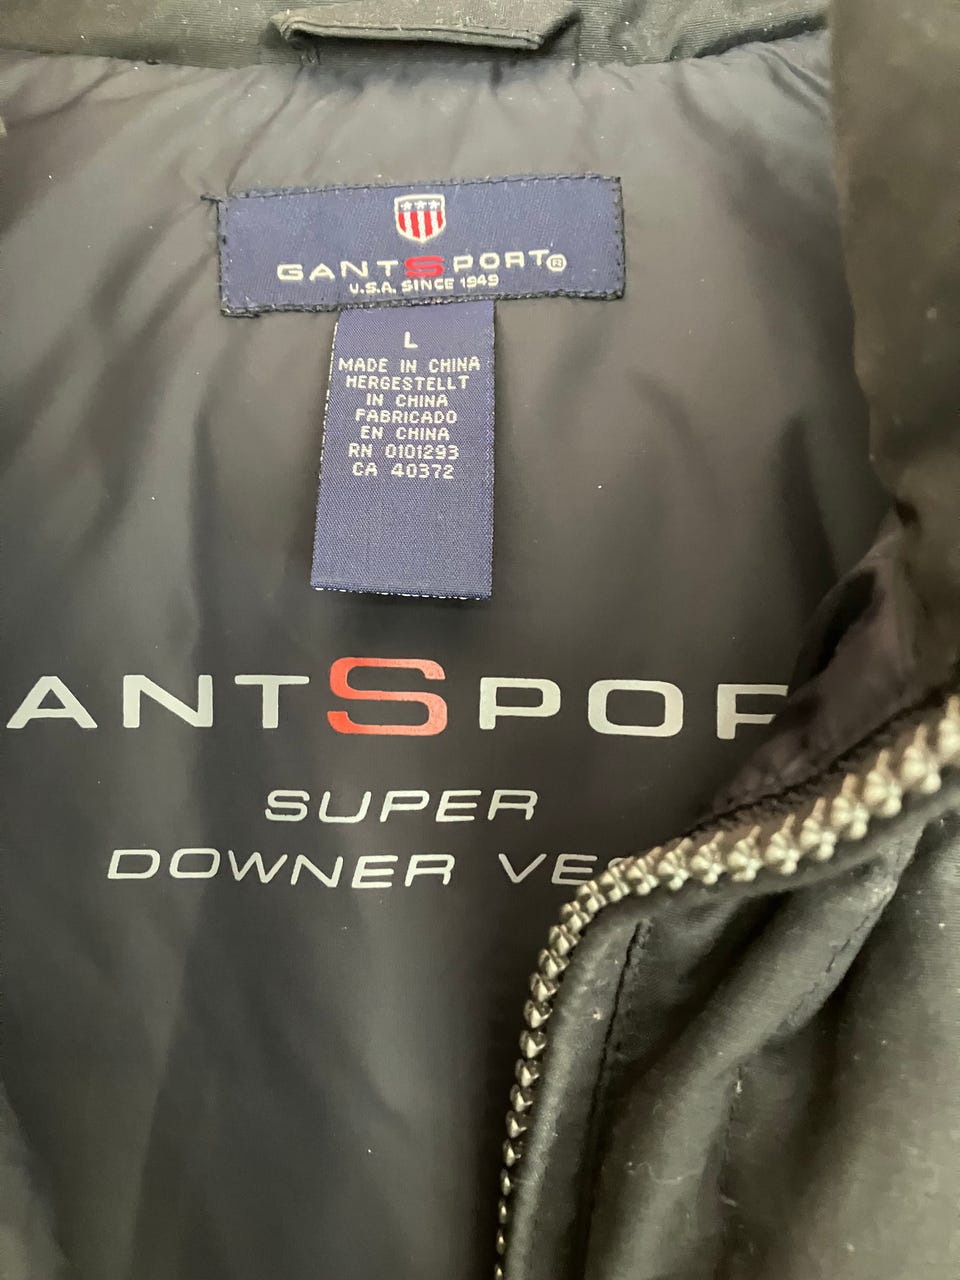 GANTSPORT®
U.S.A. SINCE 1949
L
MADE IN CHINA
HERGESTELLT
IN CHINA
FABRICADO
EN CHINA
RN 0101293
CA 40372
ANTSPOR
SUPER
DOWNER VES